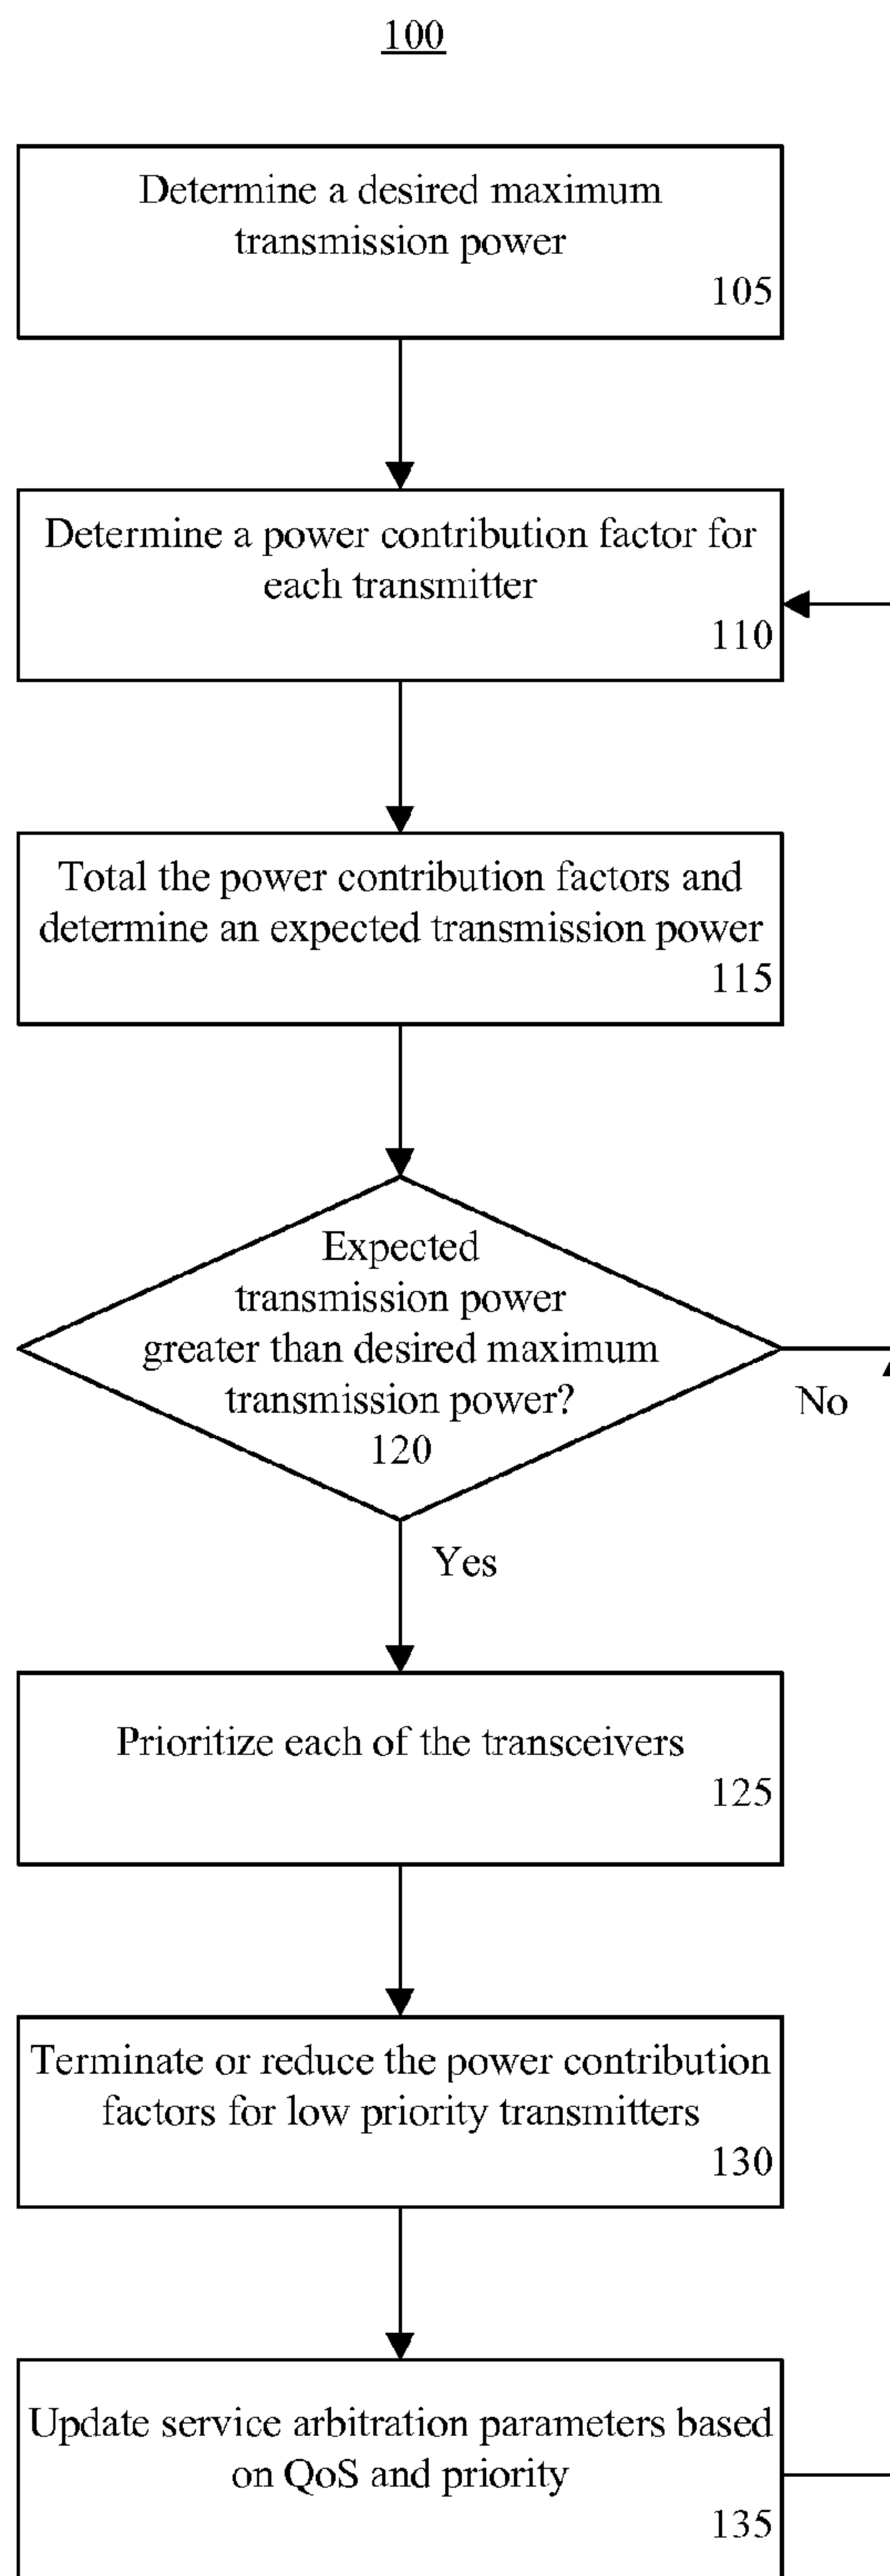 100
Determine a desired maximum
transmission power
105
Determine a power contribution factor for
each transmitter
110
Total the power contribution factors and
determine an expected transmission power
115
Expected
transmission power
greater than desired maximum
transmission power?
120
No
Yes
Prioritize each of the transceivers
125
Terminate or reduce the power contribution
factors for low priority transmitters
130
Update service arbitration parameters based
on QoS and priority
135